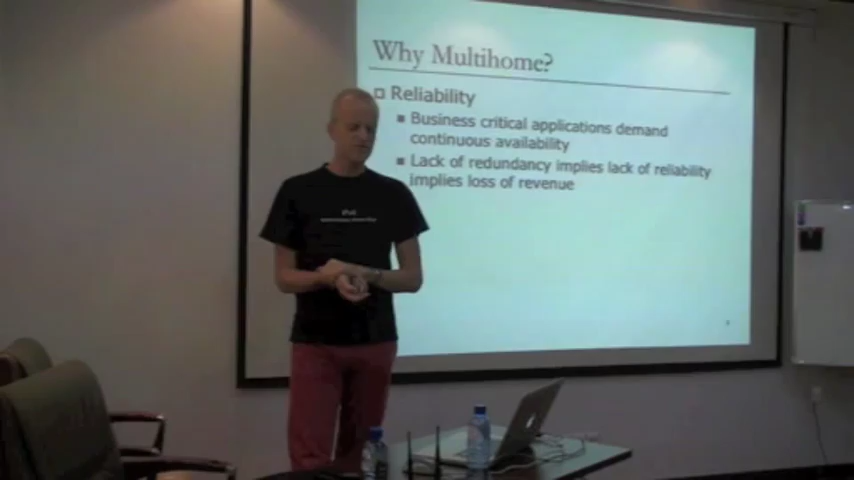 Why Multihome?
Reliability
Business critical applications demand
continuous availability
Lack of redundancy implies lack of reliability
implies loss of revenue